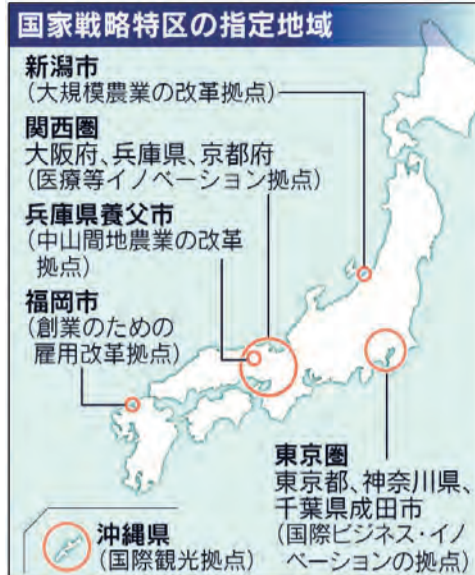 国家戦略特区の指定地域
新潟市
(大規模農業の改革拠点)
関西圏
大阪府、兵庫県、京都府
(医療等イノベーション拠点)
兵庫県養父市
(中山間地農業の改革
拠点)
福岡市
(創業のための
雇用改革拠点)
東京圏
東京都、神奈川県、
千葉県成田市
(国際ビジネス・イノ
ベーションの拠点)
沖縄県
(国際観光拠点)